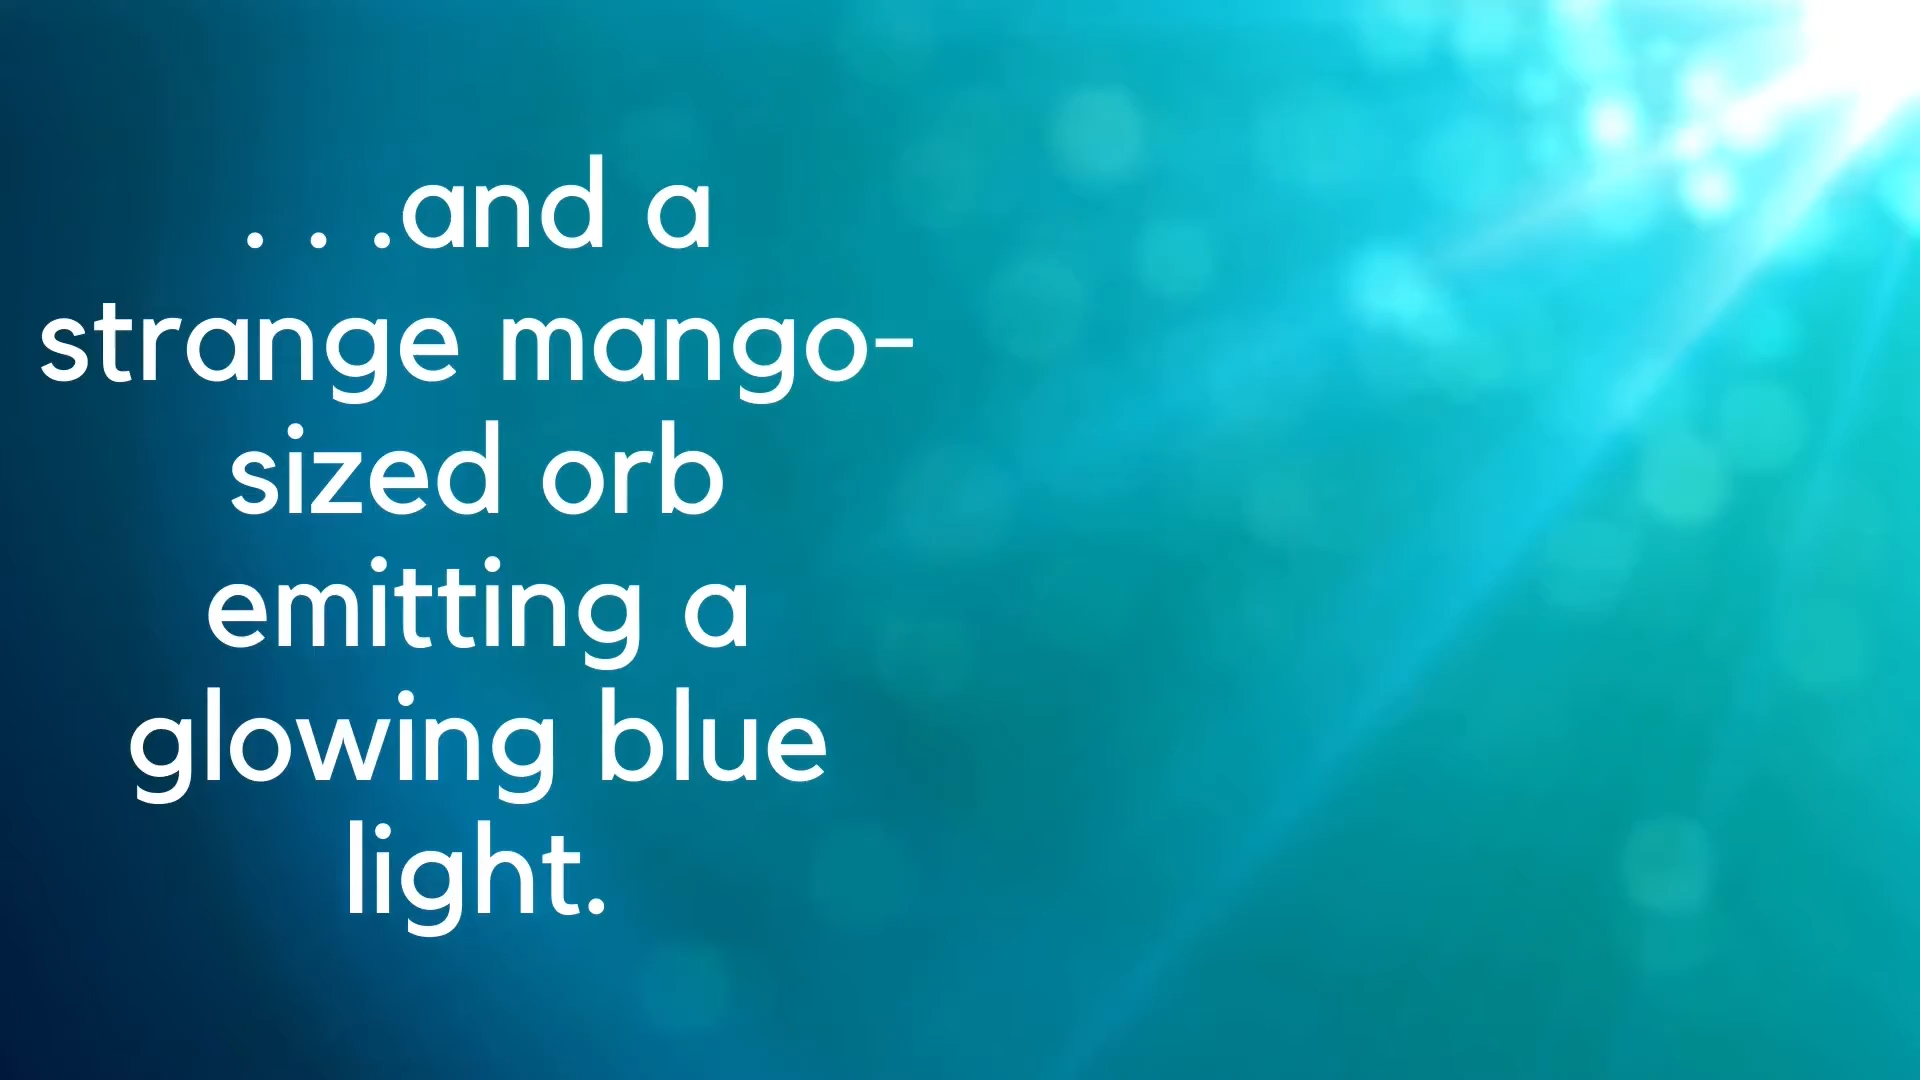 . . .and a
strange mango-
sized orb
emitting a
glowing blue
light.